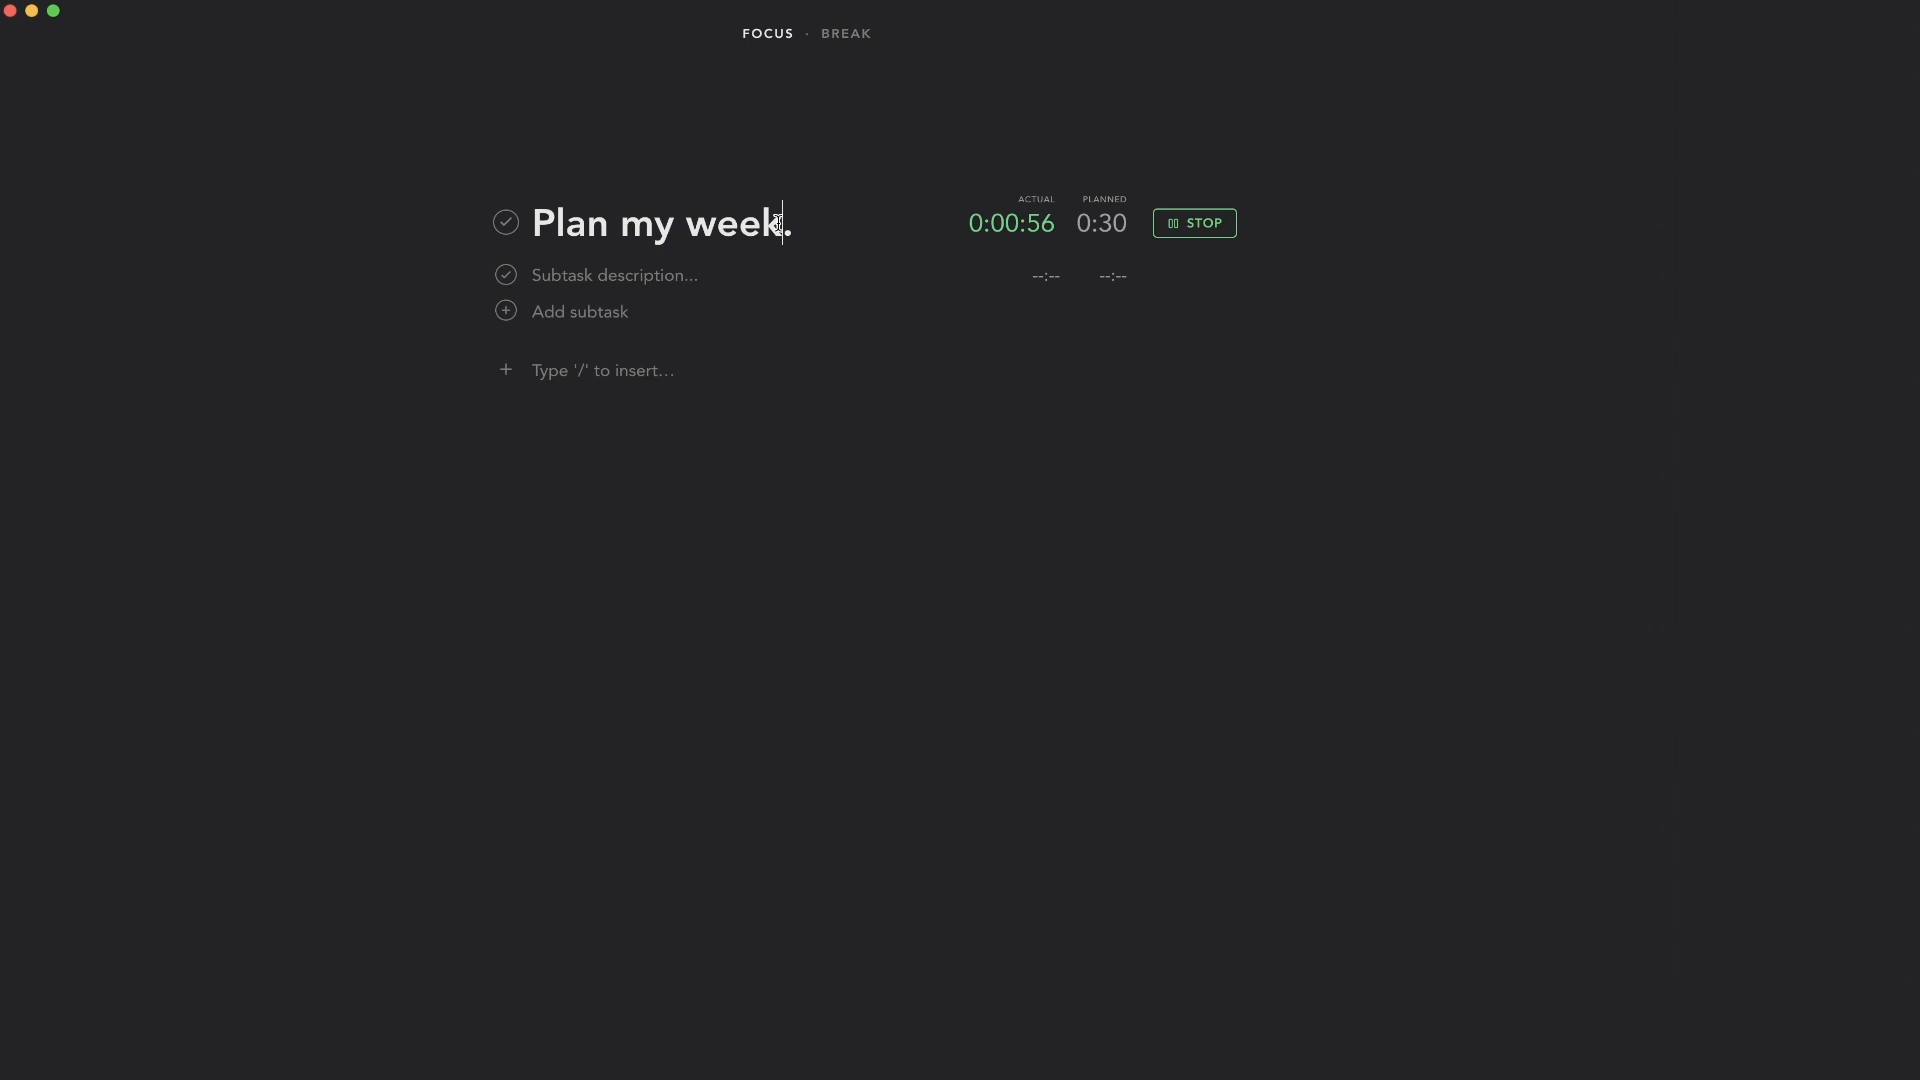 FOCUS · BREAK
ACTUAL PLANNED
Plan my week. 0:00:56 0:30 STOP
Subtask description... --:-- --:--
Add subtask
Type '/' to insert...